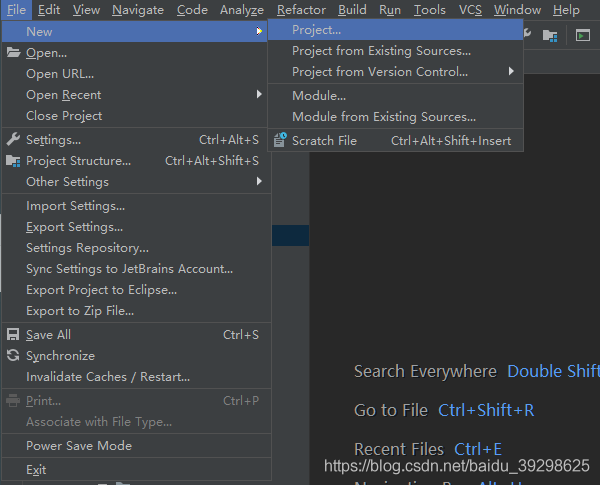 File Edit View Navigate Code Analyze Refactor Build Run Tools VCS Window Help
New
Open...
Open URL...
Open Recent
Close Project
Settings... Ctrl+Alt+S
Project Structure... Ctrl+Alt+Shift+S
Other Settings
Import Settings...
Export Settings...
Settings Repository...
Sync Settings to JetBrains Account...
Export Project to Eclipse...
Export to Zip File...
Save All Ctrl+S
Synchronize
Invalidate Caches / Restart...
Print... Ctrl+P
Associate with File Type...
Power Save Mode
Exit
Project...
Project from Existing Sources...
Project from Version Control...
Module...
Module from Existing Sources...
Scratch File Ctrl+Alt+Shift+Insert
Search Everywhere Double Shift
Go to File Ctrl+Shift+R
Recent Files Ctrl+E
https://blog.csdn.net/baidu_39298625